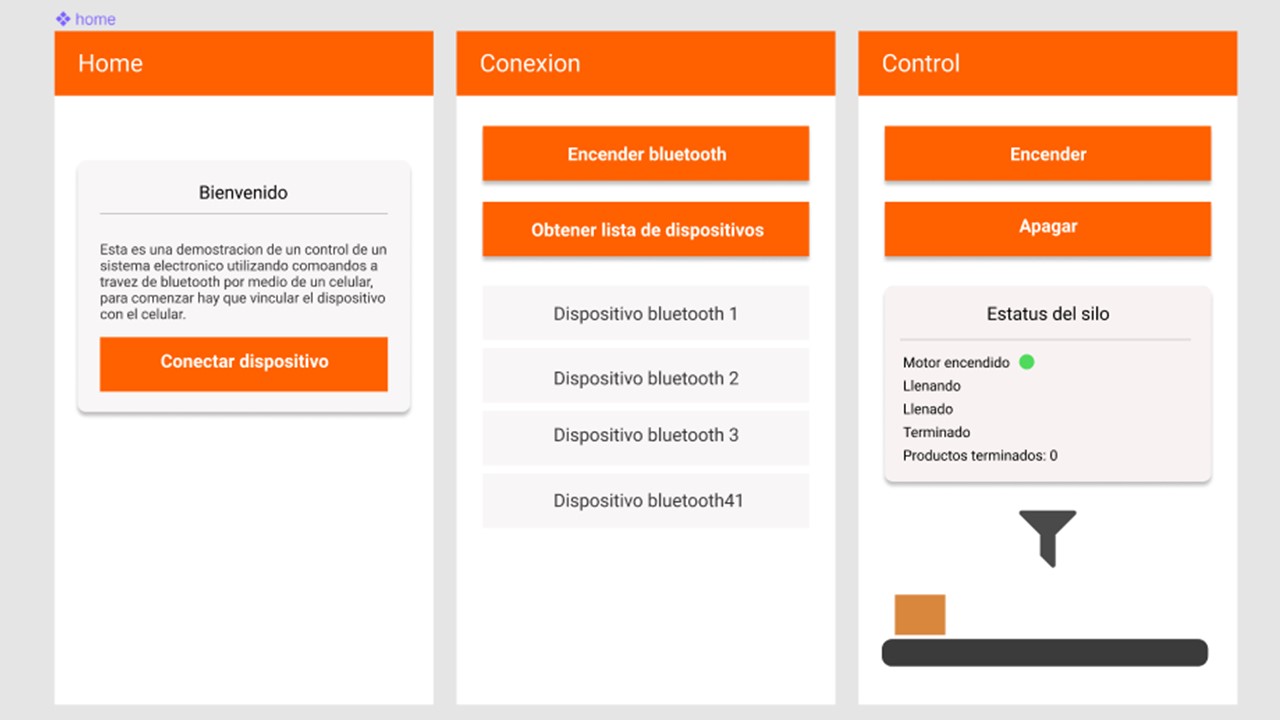 home
Home
Bienvenido
Esta es una demostracion de un control de un
sistema electronico utilizando comoandos a
travez de bluetooth por medio de un celular,
para comenzar hay que vincular el dispositivo
con el celular.
Conectar dispositivo
Conexion
Encender bluetooth
Obtener lista de dispositivos
Dispositivo bluetooth 1
Dispositivo bluetooth 2
Dispositivo bluetooth 3
Dispositivo bluetooth41
Control
Encender
Apagar
Estatus del silo
Motor encendido
Llenando
Llenado
Terminado
Productos terminados: 0